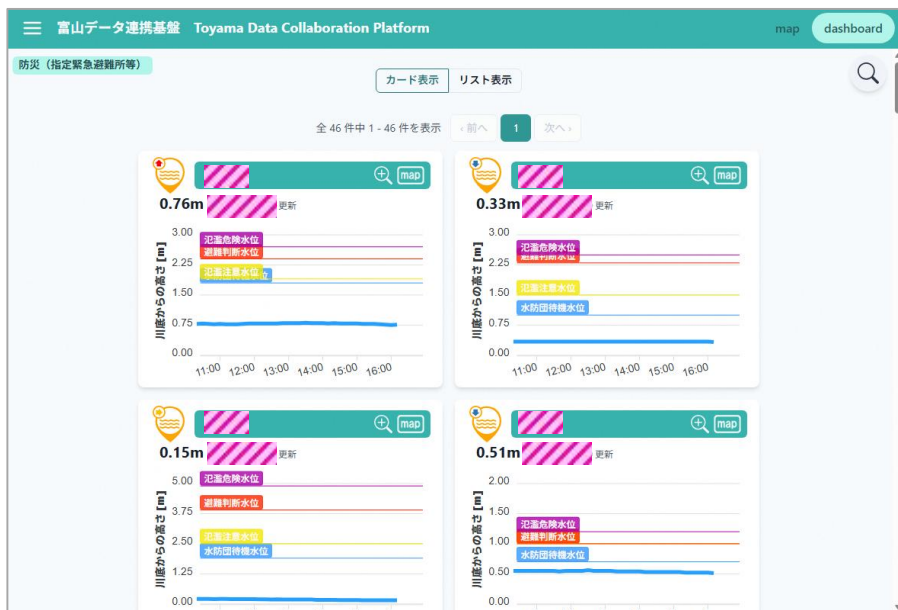 富山データ連携基盤 Toyama Data Collaboration Platform
map
dashboard
防災（指定緊急避難所等）
カード表示
リスト表示
全 46 件中 1 - 46 件を表示
‹ 前へ
1
次へ ›
map
0.76m
更新
川底からの高さ [m]
3.00
2.25
1.50
0.75
0.00
氾濫危険水位
避難判断水位
氾濫注意水位
位
11:00 12:00 13:00 14:00 15:00 16:00
map
0.33m
更新
川底からの高さ [m]
3.00
2.25
1.50
0.75
0.00
氾濫危険水位
避難判断水位
氾濫注意水位
水防団待機水位
11:00 12:00 13:00 14:00 15:00 16:00
map
0.15m
更新
川底からの高さ [m]
5.00
3.75
2.50
1.25
0.00
氾濫危険水位
避難判断水位
氾濫注意水位
水防団待機水位
map
0.51m
更新
川底からの高さ [m]
2.00
1.50
1.00
0.50
0.00
氾濫危険水位
避難判断水位
水防団待機水位